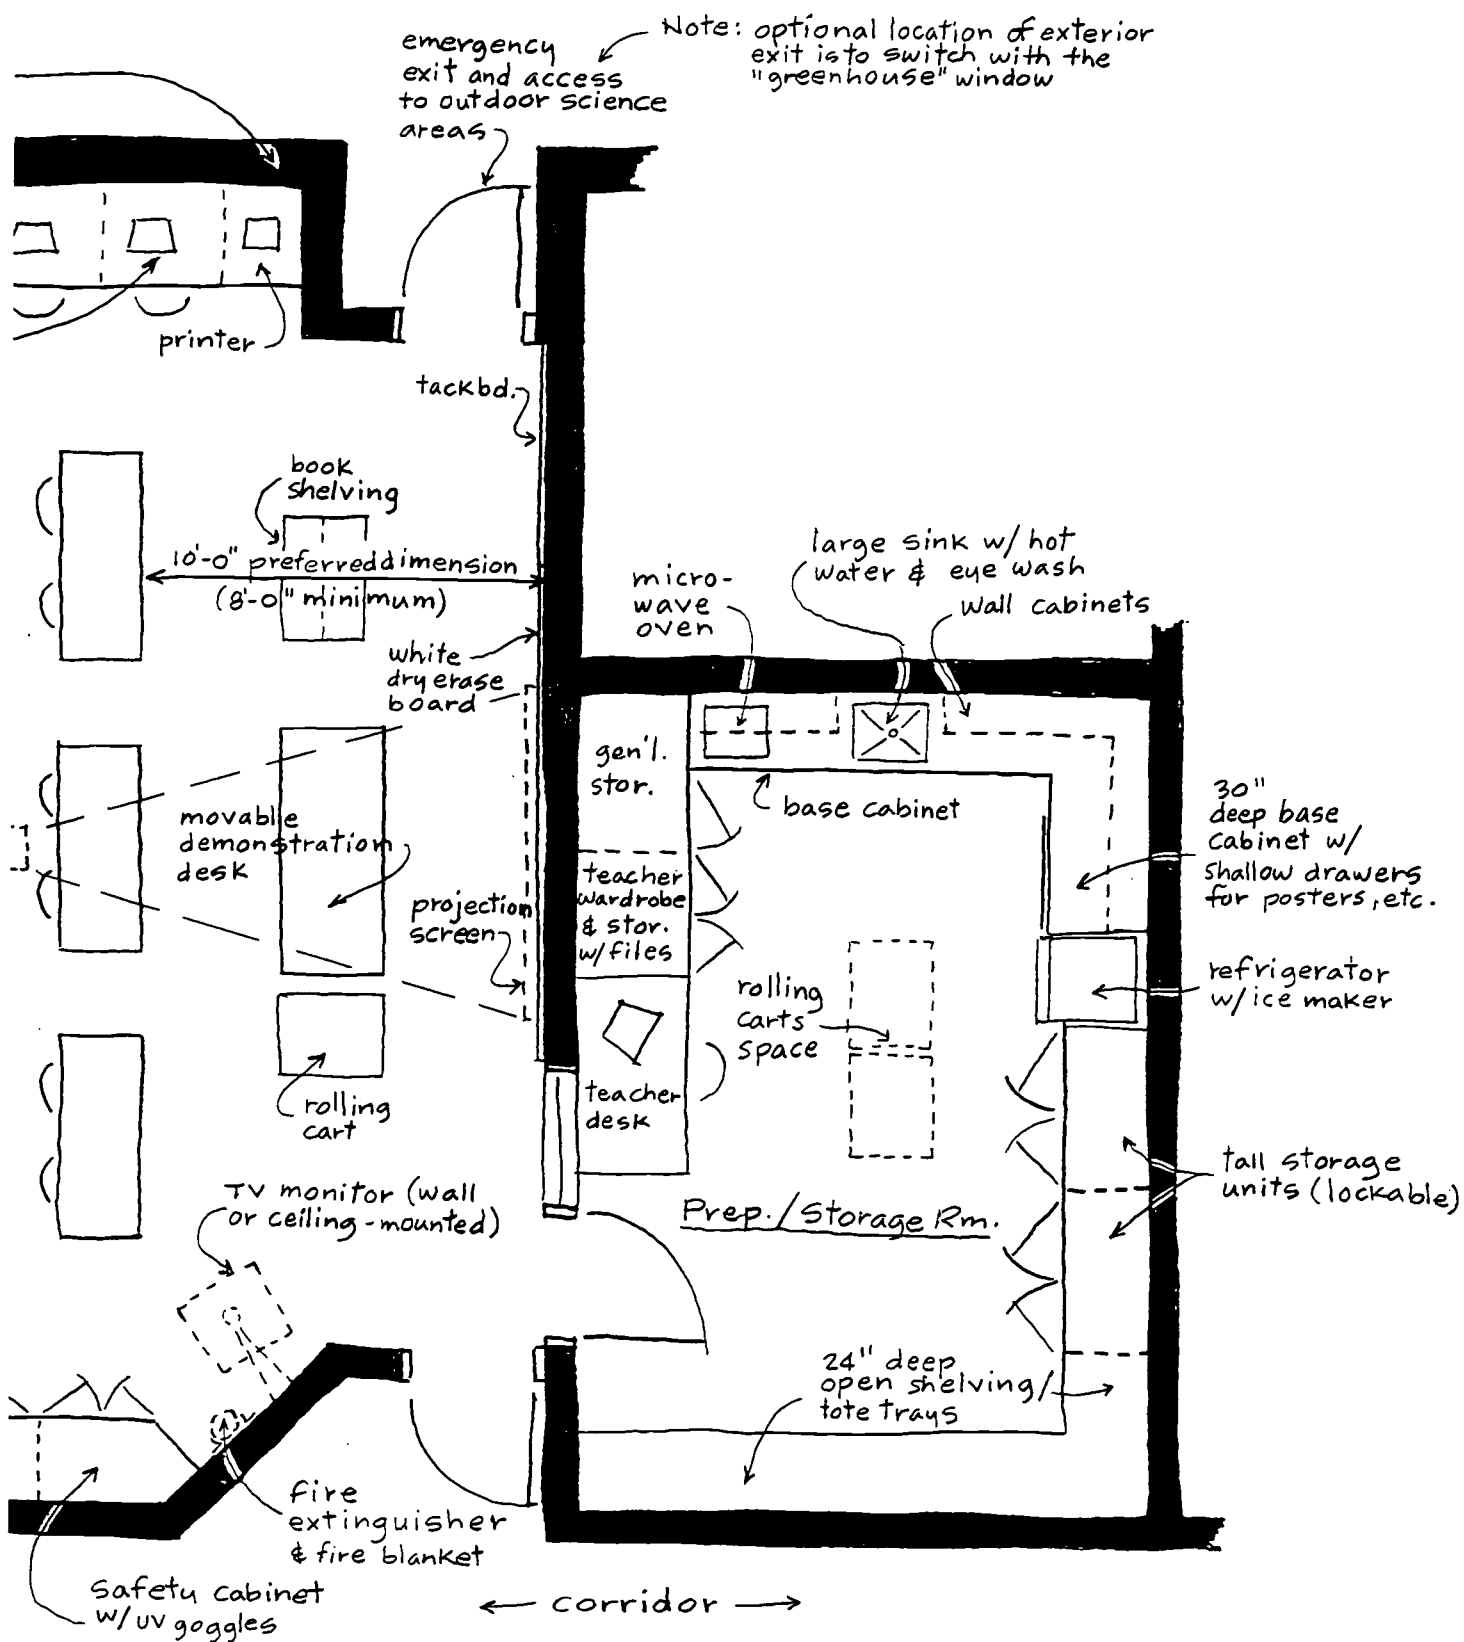 emergency
exit and access
to outdoor science
areas
Note: optional location of exterior
exit is to switch with the
"greenhouse" window
printer
tackbd.
book
shelving
10'-0" preferred dimension
(8'-0" minimum)
white
dry erase
board
movable
demonstration
desk
projection
screen
rolling
cart
TV monitor (wall
or ceiling-mounted)
fire
extinguisher
& fire blanket
safety cabinet
w/UV goggles
micro-
wave
oven
large sink w/ hot
water & eye wash
wall cabinets
gen'l.
stor.
base cabinet
30"
deep base
cabinet w/
shallow drawers
for posters, etc.
teacher
wardrobe
& stor.
w/files
refrigerator
w/ice maker
rolling
carts
space
teacher
desk
tall storage
units (lockable)
Prep./Storage Rm.
24" deep
open shelving/
tote trays
corridor